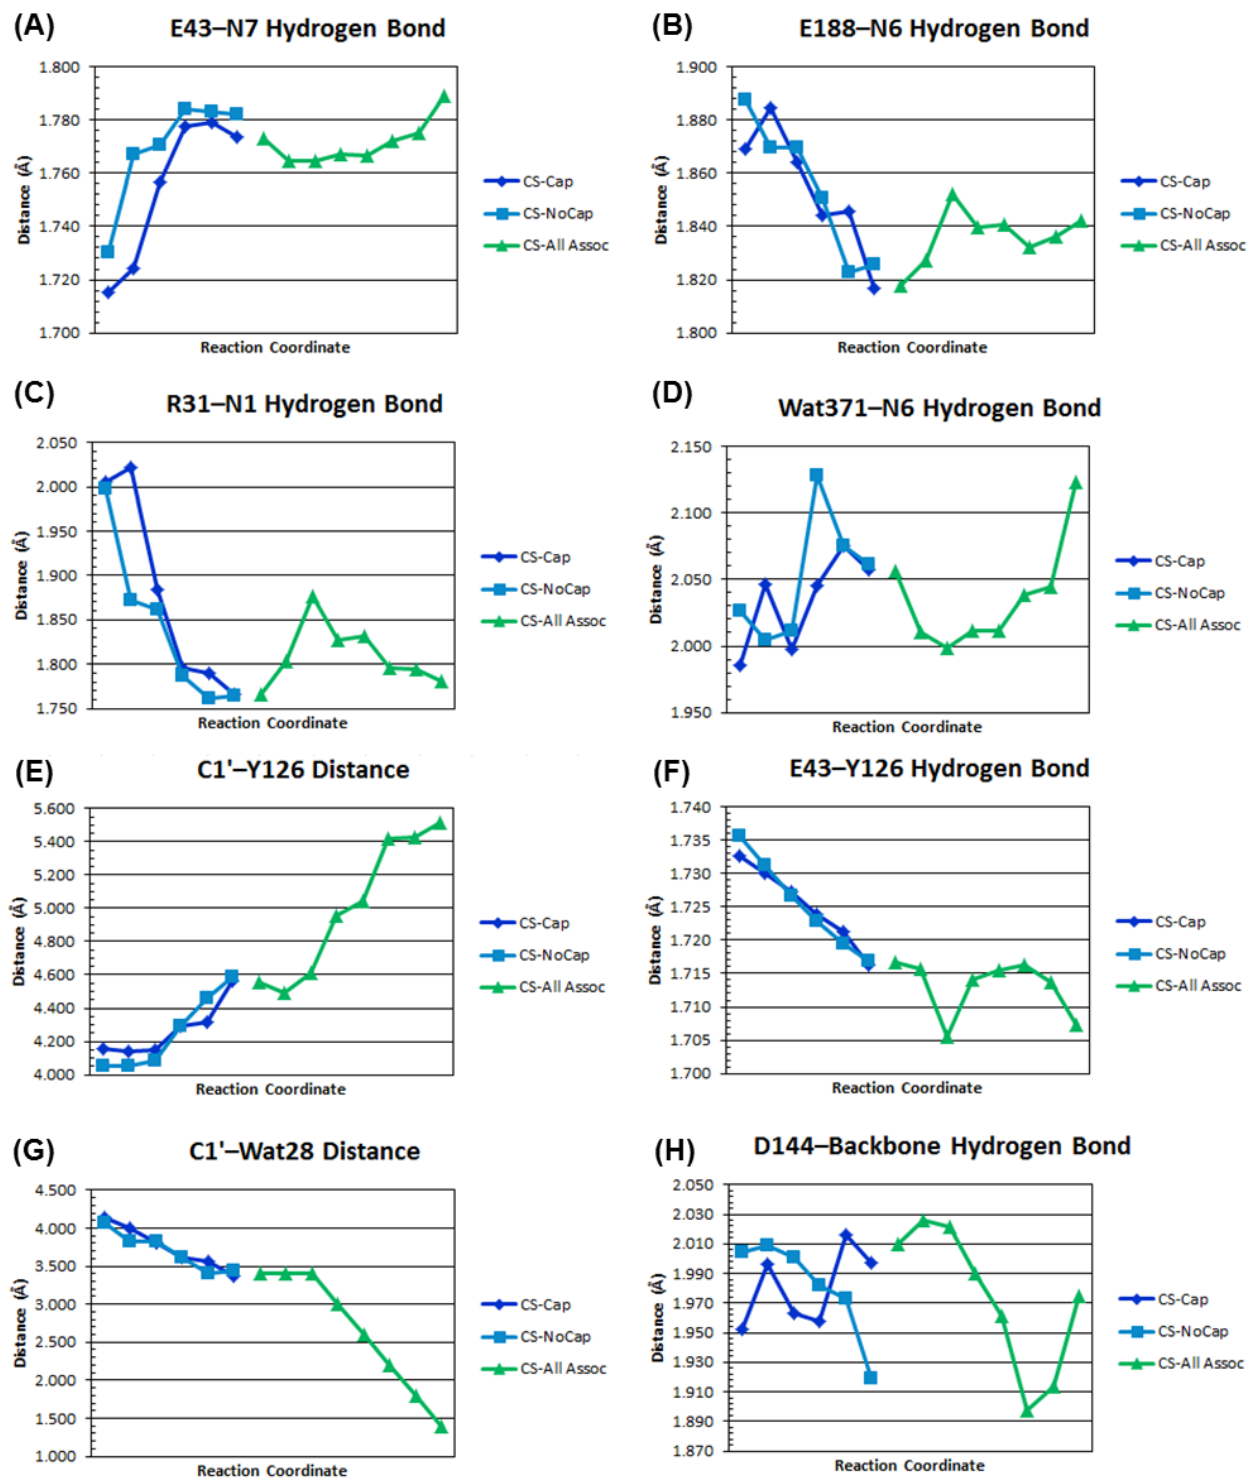 (A)
E43–N7 Hydrogen Bond
1.800
1.780
1.760
1.740
1.720
1.700
Distance (Å)
Reaction Coordinate
CS-Cap
CS-NoCap
CS-All Assoc
(B)
E188–N6 Hydrogen Bond
1.900
1.880
1.860
1.840
1.820
1.800
Distance (Å)
Reaction Coordinate
CS-Cap
CS-NoCap
CS-All Assoc
(C)
R31–N1 Hydrogen Bond
2.050
2.000
1.950
1.900
1.850
1.800
1.750
Distance (Å)
Reaction Coordinate
CS-Cap
CS-NoCap
CS-All Assoc
(D)
Wat371–N6 Hydrogen Bond
2.150
2.100
2.050
2.000
1.950
Distance (Å)
Reaction Coordinate
CS-Cap
CS-NoCap
CS-All Assoc
(E)
C1'–Y126 Distance
5.600
5.400
5.200
5.000
4.800
4.600
4.400
4.200
4.000
Distance (Å)
Reaction Coordinate
CS-Cap
CS-NoCap
CS-All Assoc
(F)
E43–Y126 Hydrogen Bond
1.740
1.735
1.730
1.725
1.720
1.715
1.710
1.705
1.700
Distance (Å)
Reaction Coordinate
CS-Cap
CS-NoCap
CS-All Assoc
(G)
C1'–Wat28 Distance
4.500
4.000
3.500
3.000
2.500
2.000
1.500
1.000
Distance (Å)
Reaction Coordinate
CS-Cap
CS-NoCap
CS-All Assoc
(H)
D144–Backbone Hydrogen Bond
2.050
2.030
2.010
1.990
1.970
1.950
1.930
1.910
1.890
1.870
Distance (Å)
Reaction Coordinate
CS-Cap
CS-NoCap
CS-All Assoc